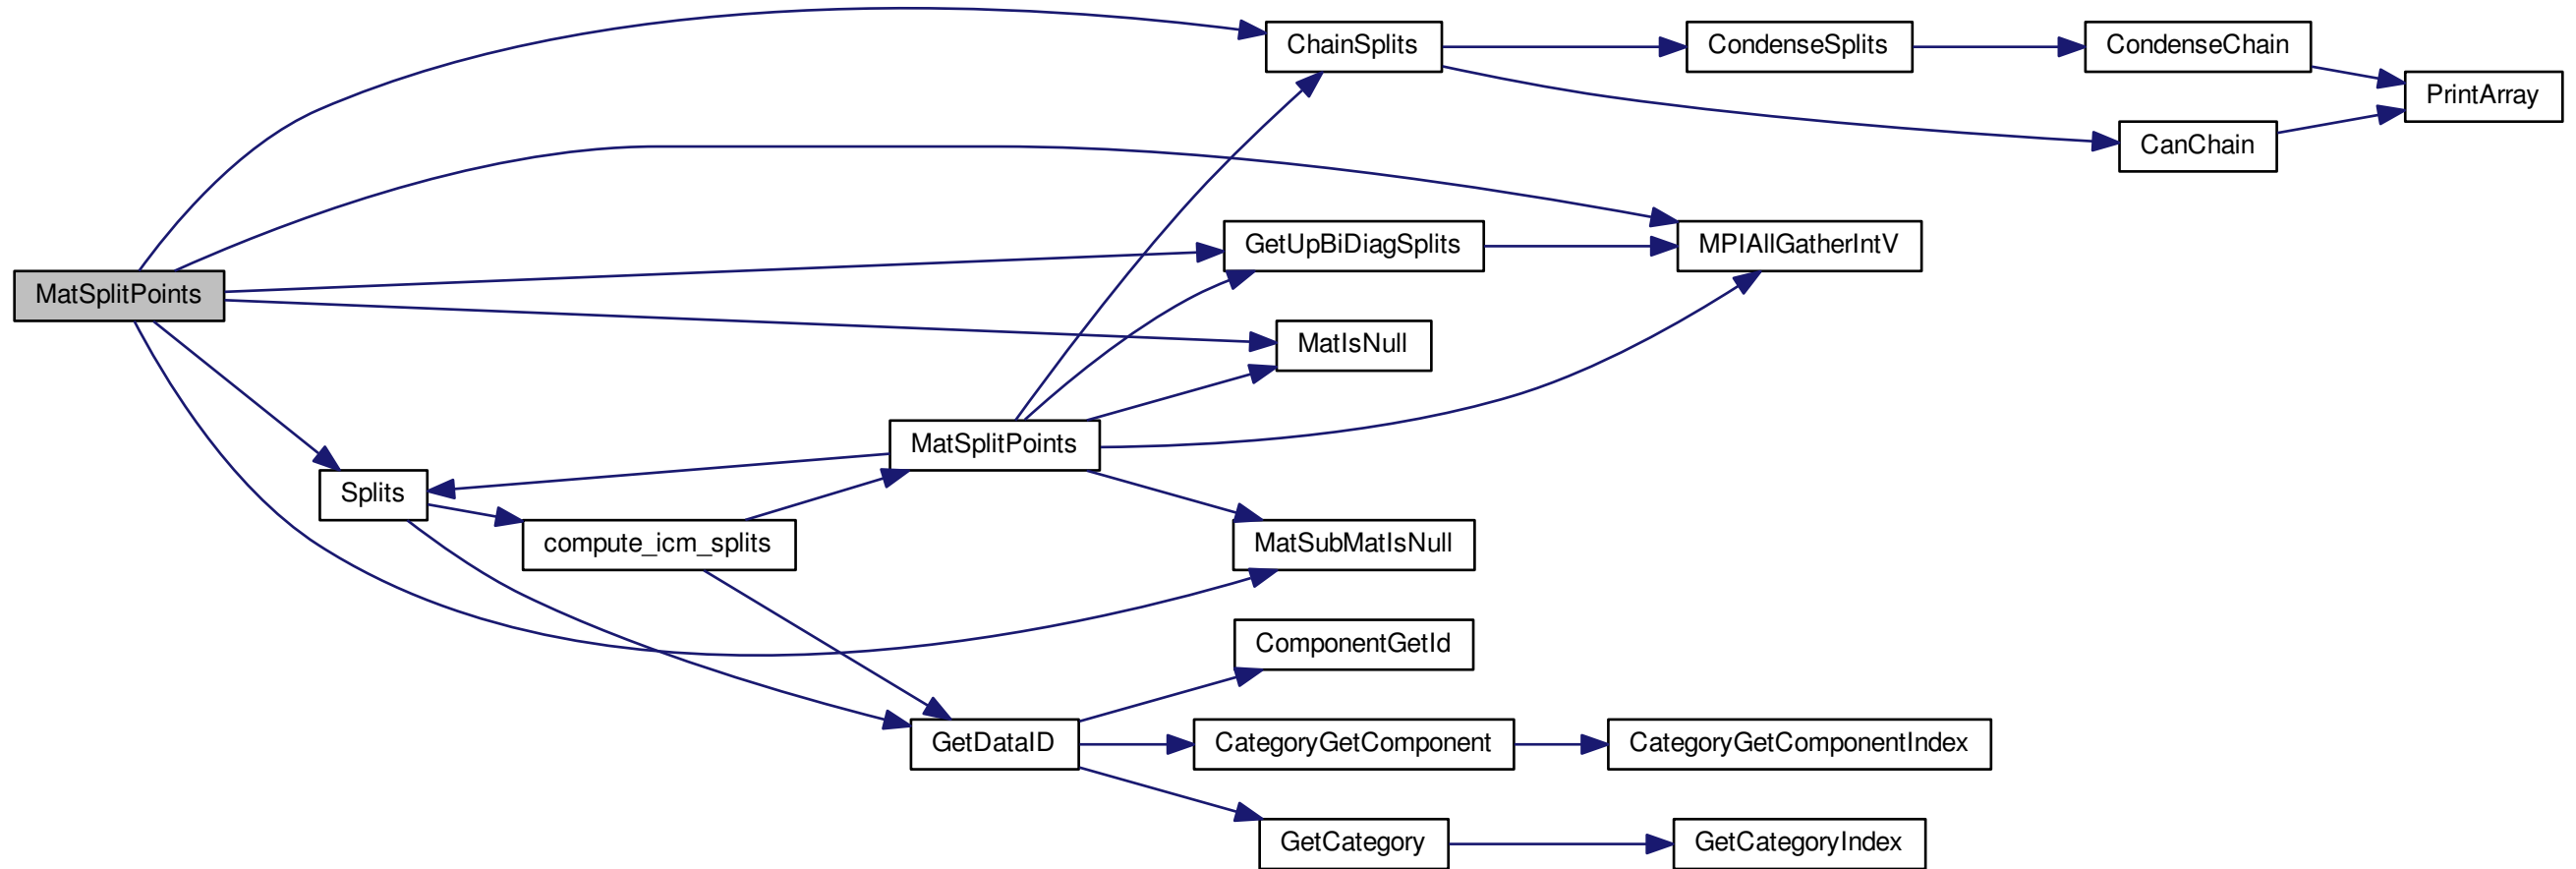 ChainSplits
CondenseSplits
CondenseChain
PrintArray
CanChain
GetUpBiDiagSplits
MPIAllGatherIntV
MatSplitPoints
MatIsNull
MatSplitPoints
Splits
compute_icm_splits
MatSubMatIsNull
ComponentGetId
GetDataID
CategoryGetComponent
CategoryGetComponentIndex
GetCategory
GetCategoryIndex